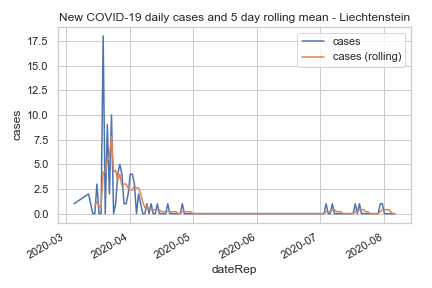 New COVID-19 daily cases and 5 day rolling mean - Liechtenstein
cases
cases (rolling)
17.5
15.0
12.5
10.0
7.5
5.0
2.5
0.0
cases
2020-03
2020-04
2020-05
2020-06
2020-07
2020-08
dateRep